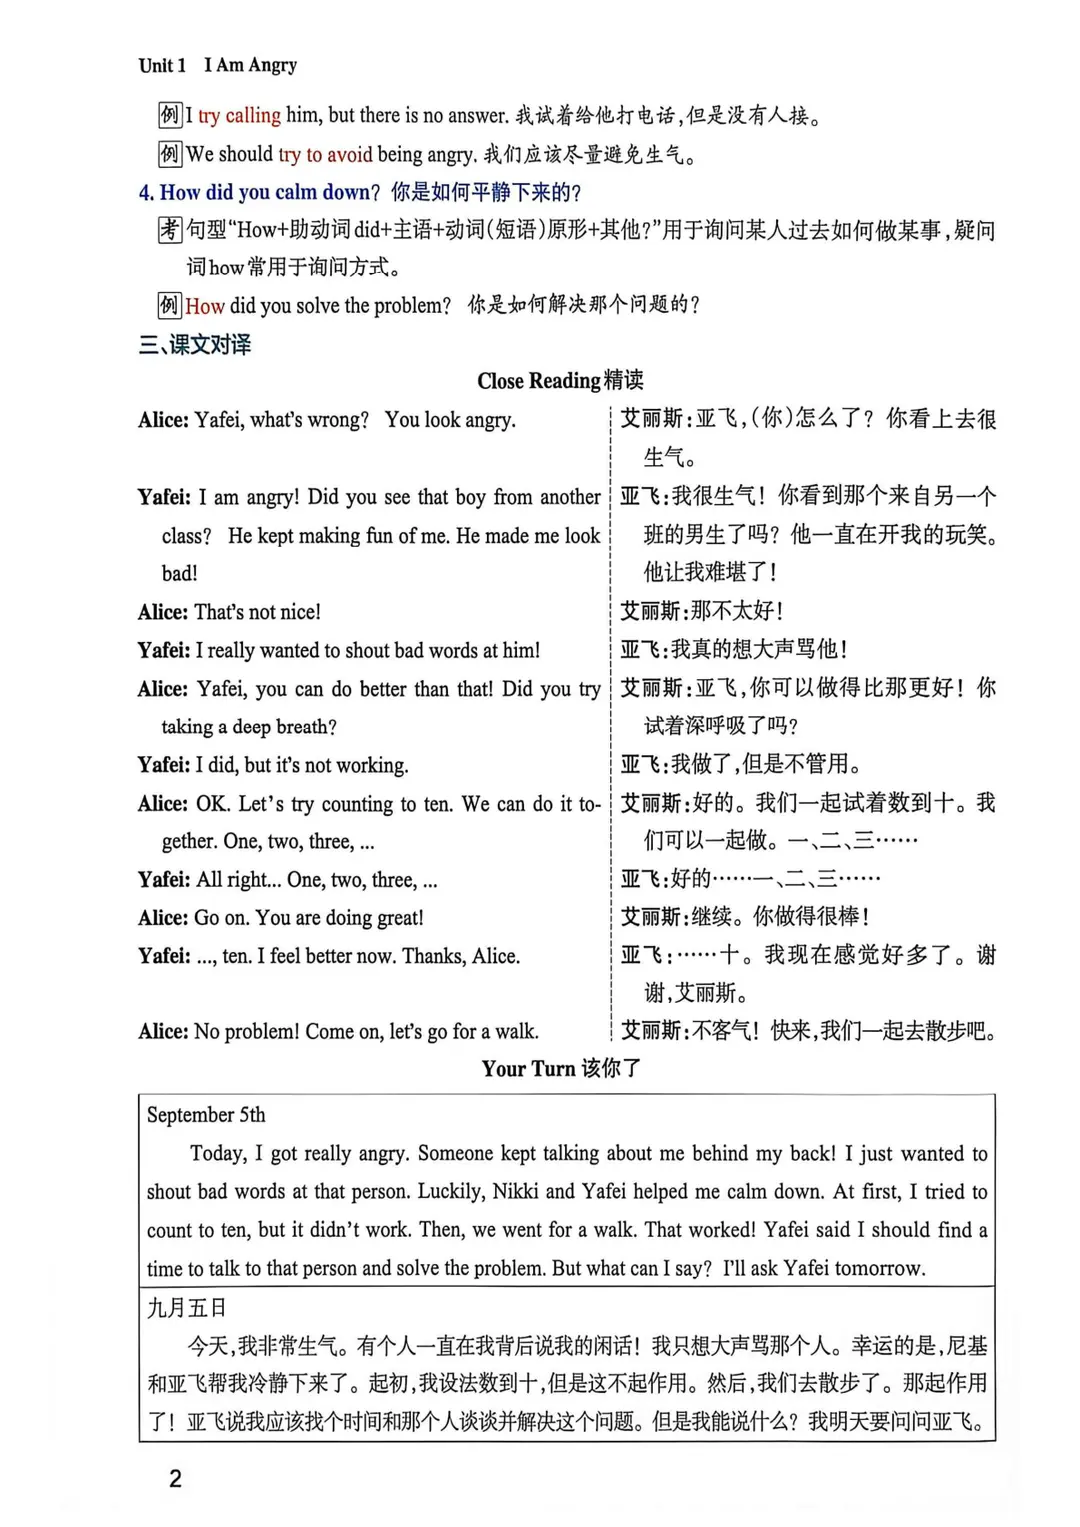 Unit 1 I Am Angry
例 I try calling him, but there is no answer. 我试着给他打电话,但是没有人接。
例 We should try to avoid being angry. 我们应该尽量避免生气。
4. How did you calm down? 你是如何平静下来的?
考 句型“How+助动词did+主语+动词(短语)原形+其他?”用于询问某人过去如何做某事,疑问
词how常用于询问方式。
例 How did you solve the problem? 你是如何解决那个问题的?
三、课文对译
Close Reading精读
Alice: Yafei, what's wrong? You look angry.
艾丽斯:亚飞,(你)怎么了?你看上去很
生气。
Yafei: I am angry! Did you see that boy from another
class? He kept making fun of me. He made me look
bad!
亚飞:我很生气!你看到那个来自另一个
班的男生了吗?他一直在开我的玩笑。
他让我难堪了!
Alice: That's not nice!
艾丽斯:那不太好!
Yafei: I really wanted to shout bad words at him!
亚飞:我真的想大声骂他!
Alice: Yafei, you can do better than that! Did you try
taking a deep breath?
艾丽斯:亚飞,你可以做得比那更好!你
试着深呼吸了吗?
Yafei: I did, but it's not working.
亚飞:我做了,但是不管用。
Alice: OK. Let's try counting to ten. We can do it to-
gether. One, two, three, ...
艾丽斯:好的。我们一起试着数到十。我
们可以一起做。一、二、三……
Yafei: All right... One, two, three, ...
亚飞:好的……一、二、三……
Alice: Go on. You are doing great!
艾丽斯:继续。你做得很棒!
Yafei: ..., ten. I feel better now. Thanks, Alice.
亚飞:……十。我现在感觉好多了。谢
谢,艾丽斯。
Alice: No problem! Come on, let's go for a walk.
艾丽斯:不客气!快来,我们一起去散步吧。
Your Turn 该你了
September 5th
Today, I got really angry. Someone kept talking about me behind my back! I just wanted to
shout bad words at that person. Luckily, Nikki and Yafei helped me calm down. At first, I tried to
count to ten, but it didn't work. Then, we went for a walk. That worked! Yafei said I should find a
time to talk to that person and solve the problem. But what can I say? I'll ask Yafei tomorrow.
九月五日
今天,我非常生气。有个人一直在我背后说我的闲话!我只想大声骂那个人。幸运的是,尼基
和亚飞帮我冷静下来了。起初,我设法数到十,但是这不起作用。然后,我们去散步了。那起作用
了!亚飞说我应该找个时间和那个人谈谈并解决这个问题。但是我能说什么?我明天要问问亚飞。
2